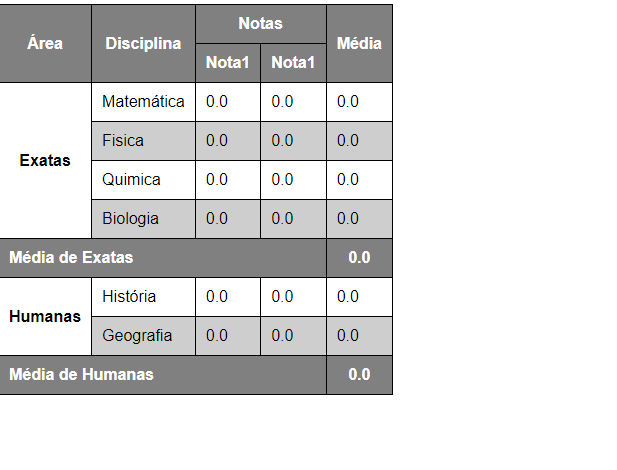 Área Disciplina Notas Média
Nota1 Nota1
Exatas
Matemática 0.0 0.0 0.0
Fisica 0.0 0.0 0.0
Quimica 0.0 0.0 0.0
Biologia 0.0 0.0 0.0
Média de Exatas 0.0
Humanas
História 0.0 0.0 0.0
Geografia 0.0 0.0 0.0
Média de Humanas 0.0